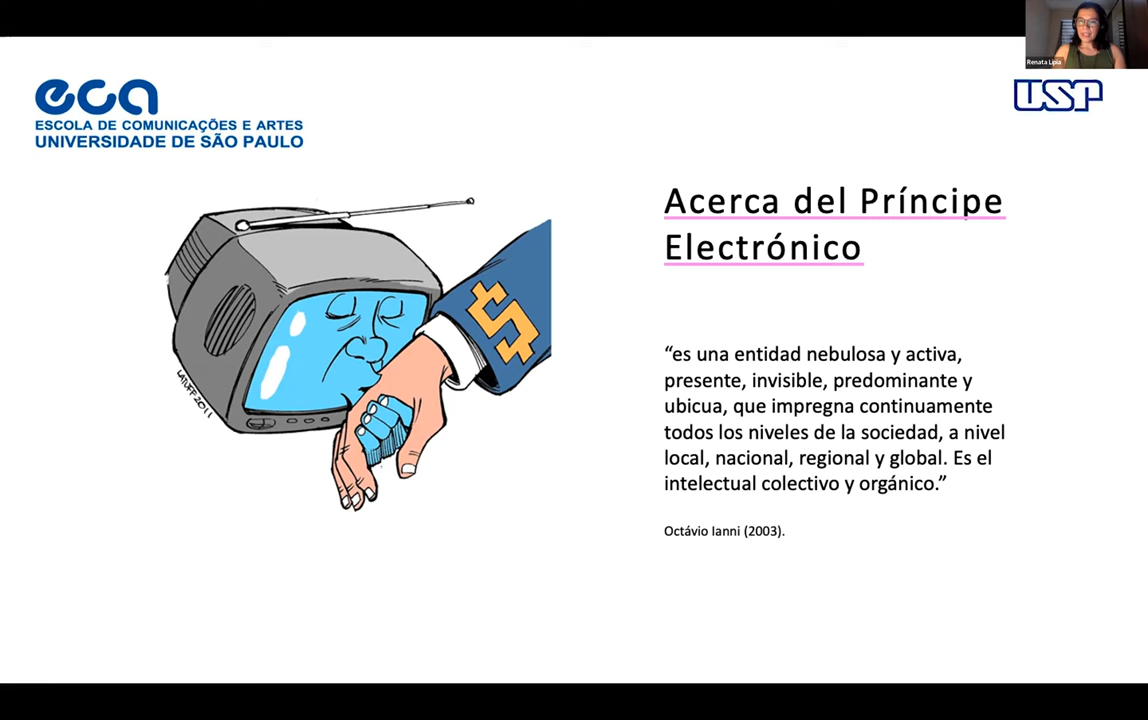 Renata Lipia
eca
ESCOLA DE COMUNICAÇÕES E ARTES
UNIVERSIDADE DE SÃO PAULO
USP
Acerca del Príncipe
Electrónico
$
LATUFF 2011
“es una entidad nebulosa y activa,
presente, invisible, predominante y
ubicua, que impregna continuamente
todos los niveles de la sociedad, a nivel
local, nacional, regional y global. Es el
intelectual colectivo y orgánico.”
Octávio Ianni (2003).